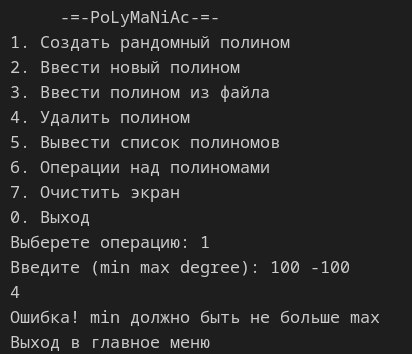 -=-PoLyMaNiAc-=-
1. Создать рандомный полином
2. Ввести новый полином
3. Ввести полином из файла
4. Удалить полином
5. Вывести список полиномов
6. Операции над полиномами
7. Очистить экран
0. Выход
Выберете операцию: 1
Введите (min max degree): 100 -100
4
Ошибка! min должно быть не больше max
Выход в главное меню